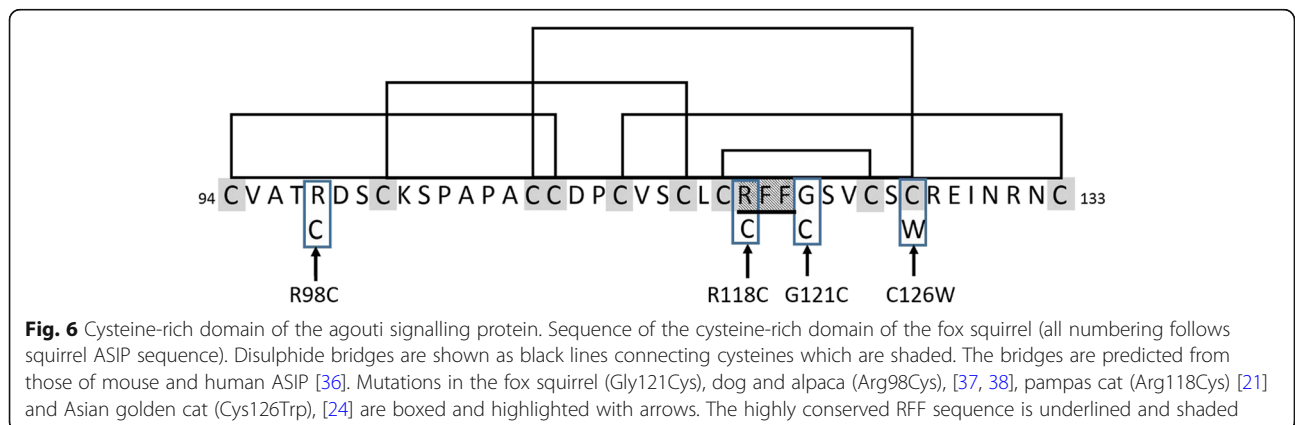 94 C V A T R D S C K S P A P A C C D P C V S C L C R F F G S V C S C R E I N R N C 133
C C C W
R98C R118C G121C C126W
Fig. 6 Cysteine-rich domain of the agouti signalling protein. Sequence of the cysteine-rich domain of the fox squirrel (all numbering follows
squirrel ASIP sequence). Disulphide bridges are shown as black lines connecting cysteines which are shaded. The bridges are predicted from
those of mouse and human ASIP [36]. Mutations in the fox squirrel (Gly121Cys), dog and alpaca (Arg98Cys), [37, 38], pampas cat (Arg118Cys) [21]
and Asian golden cat (Cys126Trp), [24] are boxed and highlighted with arrows. The highly conserved RFF sequence is underlined and shaded